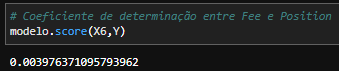 # Coeficiente de determinação entre Fee e Position
modelo.score(X6,Y)
0.003976371095793962